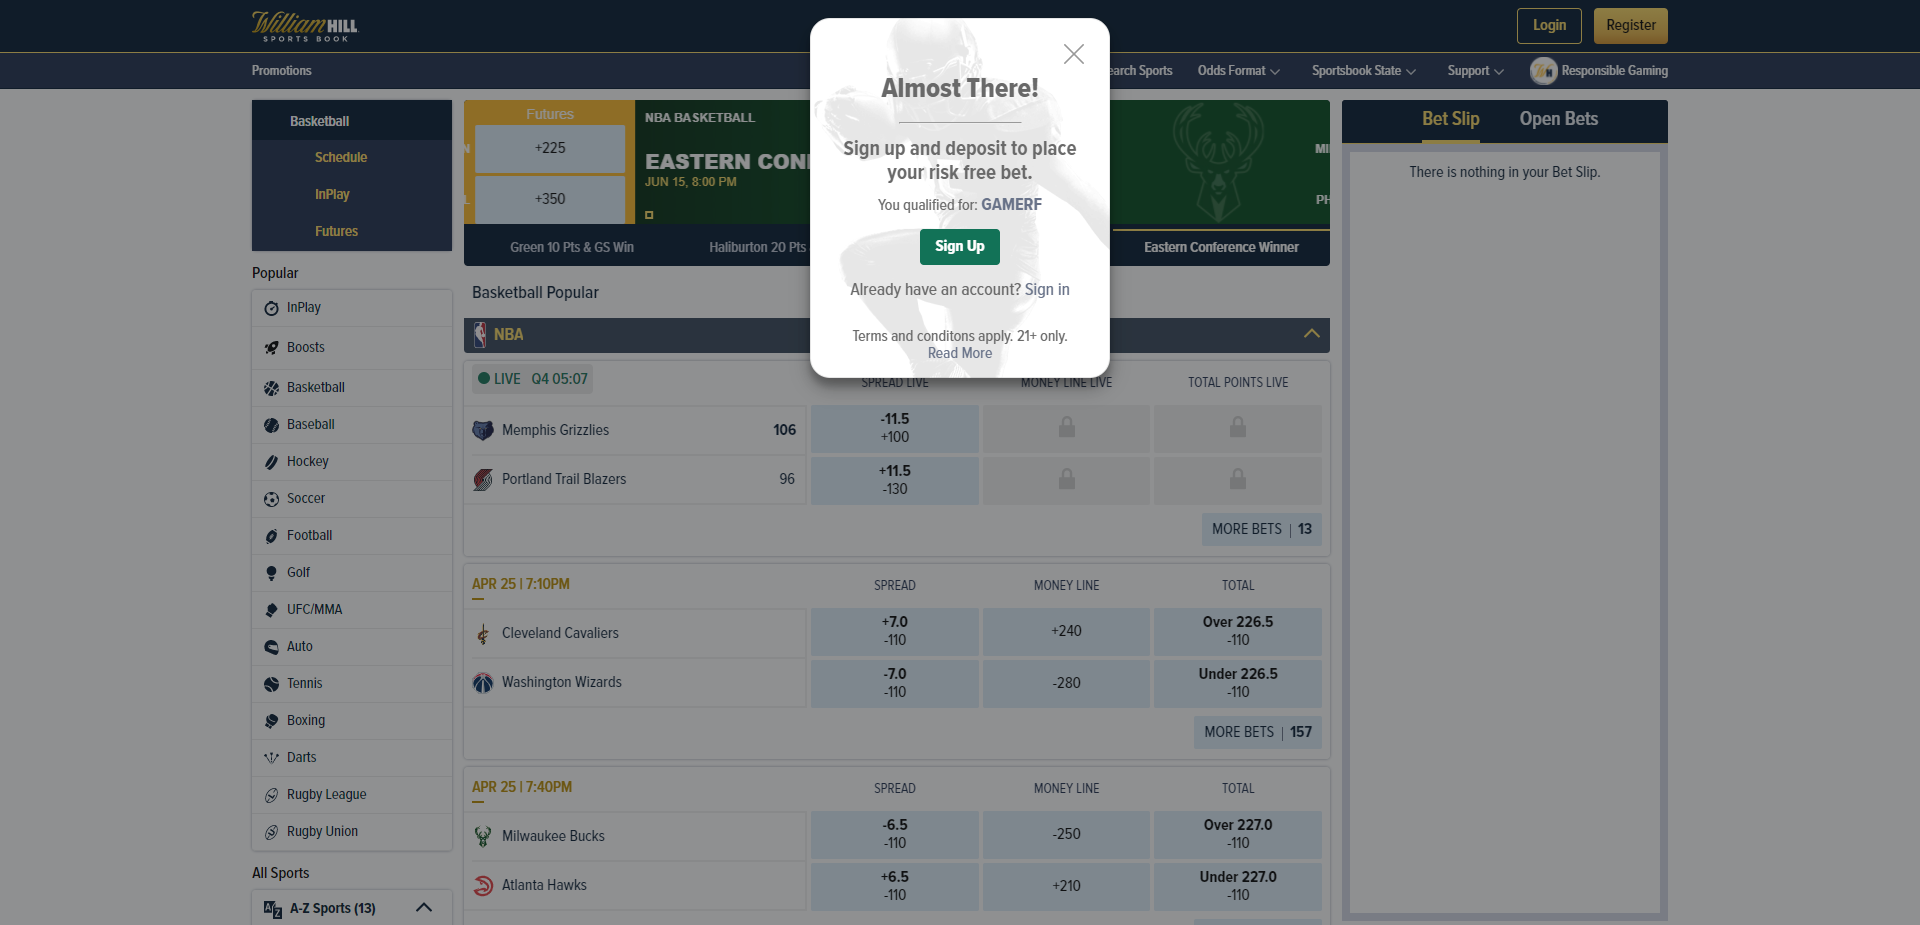 William HILL
SPORTS BOOK
Login
Register
Promotions
earch Sports
Odds Format
Sportsbook State
Support
Responsible Gaming
Almost There!
Sign up and deposit to place
your risk free bet.
You qualified for: GAMERF
Sign Up
Already have an account? Sign in
Terms and conditons apply. 21+ only.
Read More
Basketball
Schedule
InPlay
Futures
Popular
InPlay
Boosts
Basketball
Baseball
Hockey
Soccer
Football
Golf
UFC/MMA
Auto
Tennis
Boxing
Darts
Rugby League
Rugby Union
All Sports
A-Z Sports (13)
Futures
+225
+350
NBA BASKETBALL
EASTERN CON
JUN 15, 8:00 PM
MI
PH
Green 10 Pts & GS Win
Haliburton 20 Pts
Eastern Conference Winner
Basketball Popular
NBA
LIVE Q4 05:07
SPREAD LIVE
MONEY LINE LIVE
TOTAL POINTS LIVE
Memphis Grizzlies
106
-11.5
+100
Portland Trail Blazers
96
+11.5
-130
MORE BETS | 13
APR 25 | 7:10PM
SPREAD
MONEY LINE
TOTAL
Cleveland Cavaliers
+7.0
-110
+240
Over 226.5
-110
Washington Wizards
-7.0
-110
-280
Under 226.5
-110
MORE BETS | 157
APR 25 | 7:40PM
SPREAD
MONEY LINE
TOTAL
Milwaukee Bucks
-6.5
-110
-250
Over 227.0
-110
Atlanta Hawks
+6.5
-110
+210
Under 227.0
-110
Bet Slip
Open Bets
There is nothing in your Bet Slip.